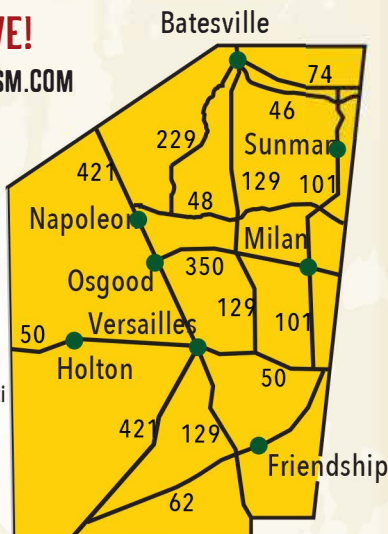 Batesville
VE!
SM.COM
74
46
229
Sunman
421
129
101
48
Napoleon
Milan
350
Osgood
129
101
50
Versailles
Holton
50
i
421
129
Friendship
62